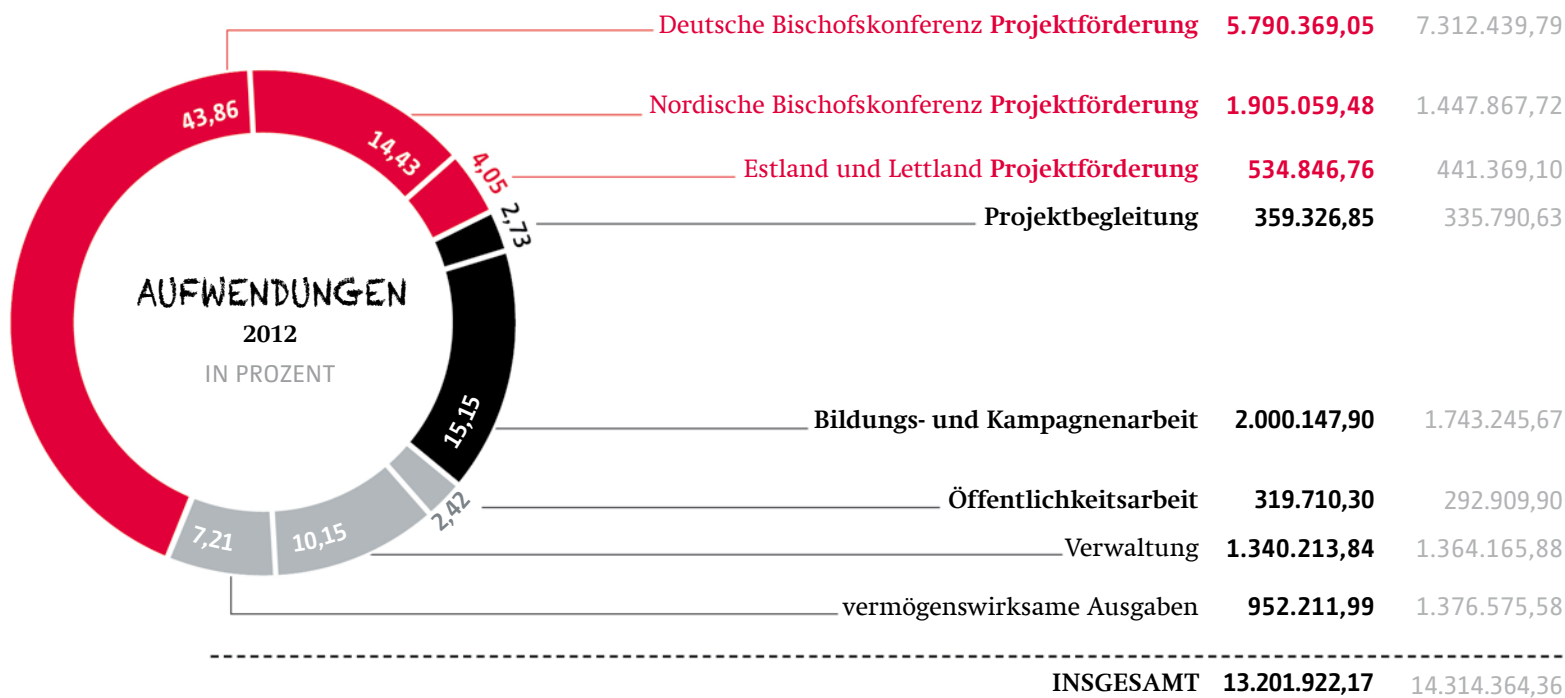 Deutsche Bischofskonferenz Projektförderung 5.790.369,05 7.312.439,79
Nordische Bischofskonferenz Projektförderung 1.905.059,48 1.447.867,72
Estland und Lettland Projektförderung 534.846,76 441.369,10
Projektbegleitung 359.326,85 335.790,63
Bildungs- und Kampagnenarbeit 2.000.147,90 1.743.245,67
Öffentlichkeitsarbeit 319.710,30 292.909,90
Verwaltung 1.340.213,84 1.364.165,88
vermögenswirksame Ausgaben 952.211,99 1.376.575,58
INSGESAMT 13.201.922,17 14.314.364,36
AUFWENDUNGEN
2012
IN PROZENT
43,86
14,43
4,05
2,73
15,15
2,42
10,15
7,21